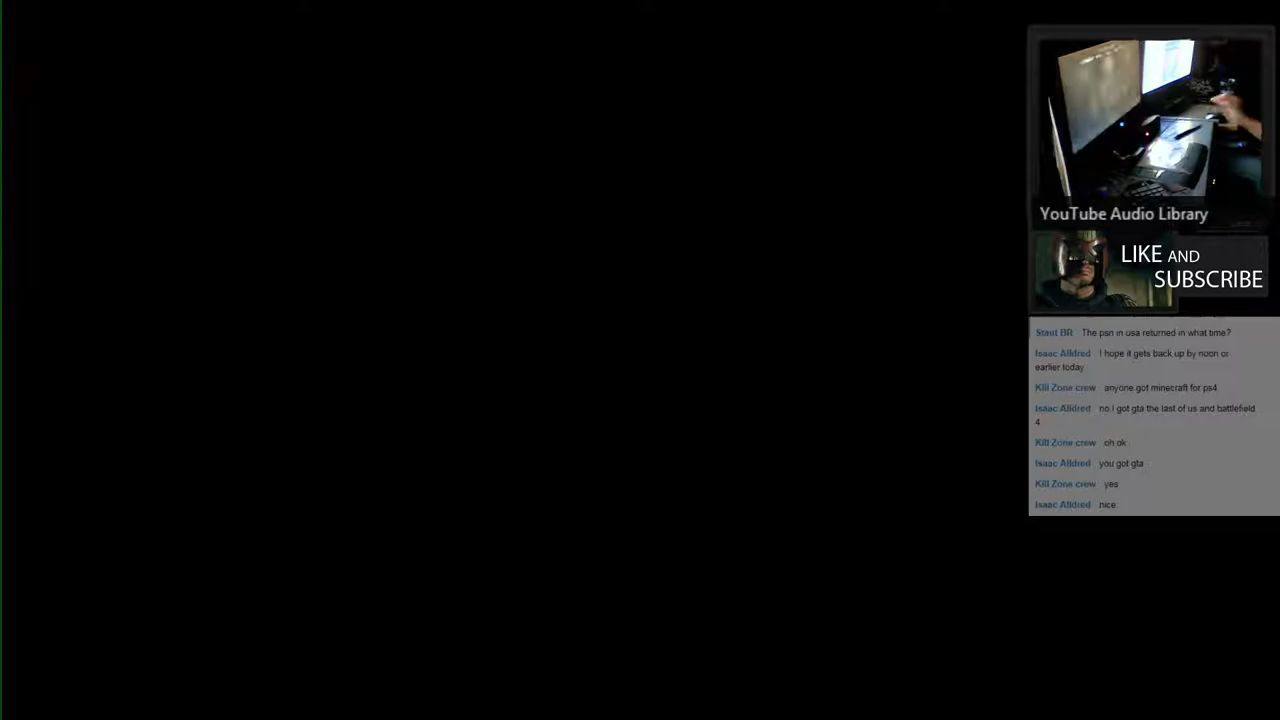 YouTube Audio Library
LIKE AND
SUBSCRIBE
Staut BR The psn in usa returned in what time?
Isaac Alldred I hope it gets back up by noon or
earlier today
Kill Zone crew anyone got minecraft for ps4
Isaac Alldred no I got gta the last of us and battlefield
4
Kill Zone crew oh ok
Isaac Alldred you got gta
Kill Zone crew yes
Isaac Alldred nice